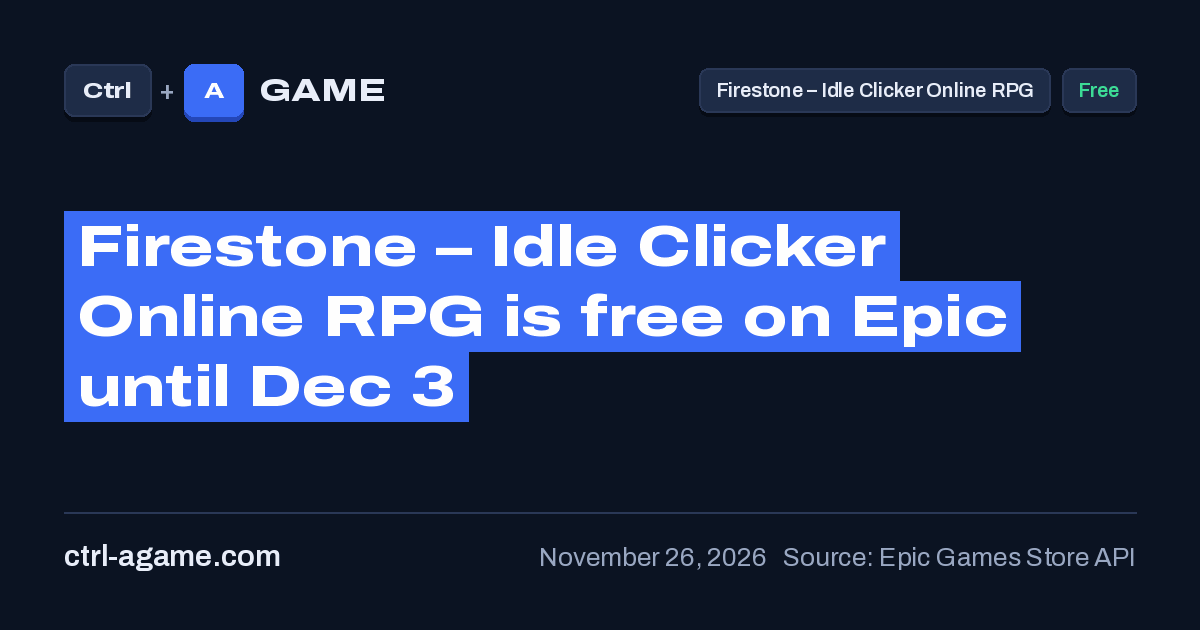 Ctrl + A GAME
Firestone – Idle Clicker Online RPG
Free
Firestone – Idle Clicker
Online RPG is free on Epic
until Dec 3
ctrl-agame.com
November 26, 2026 Source: Epic Games Store API